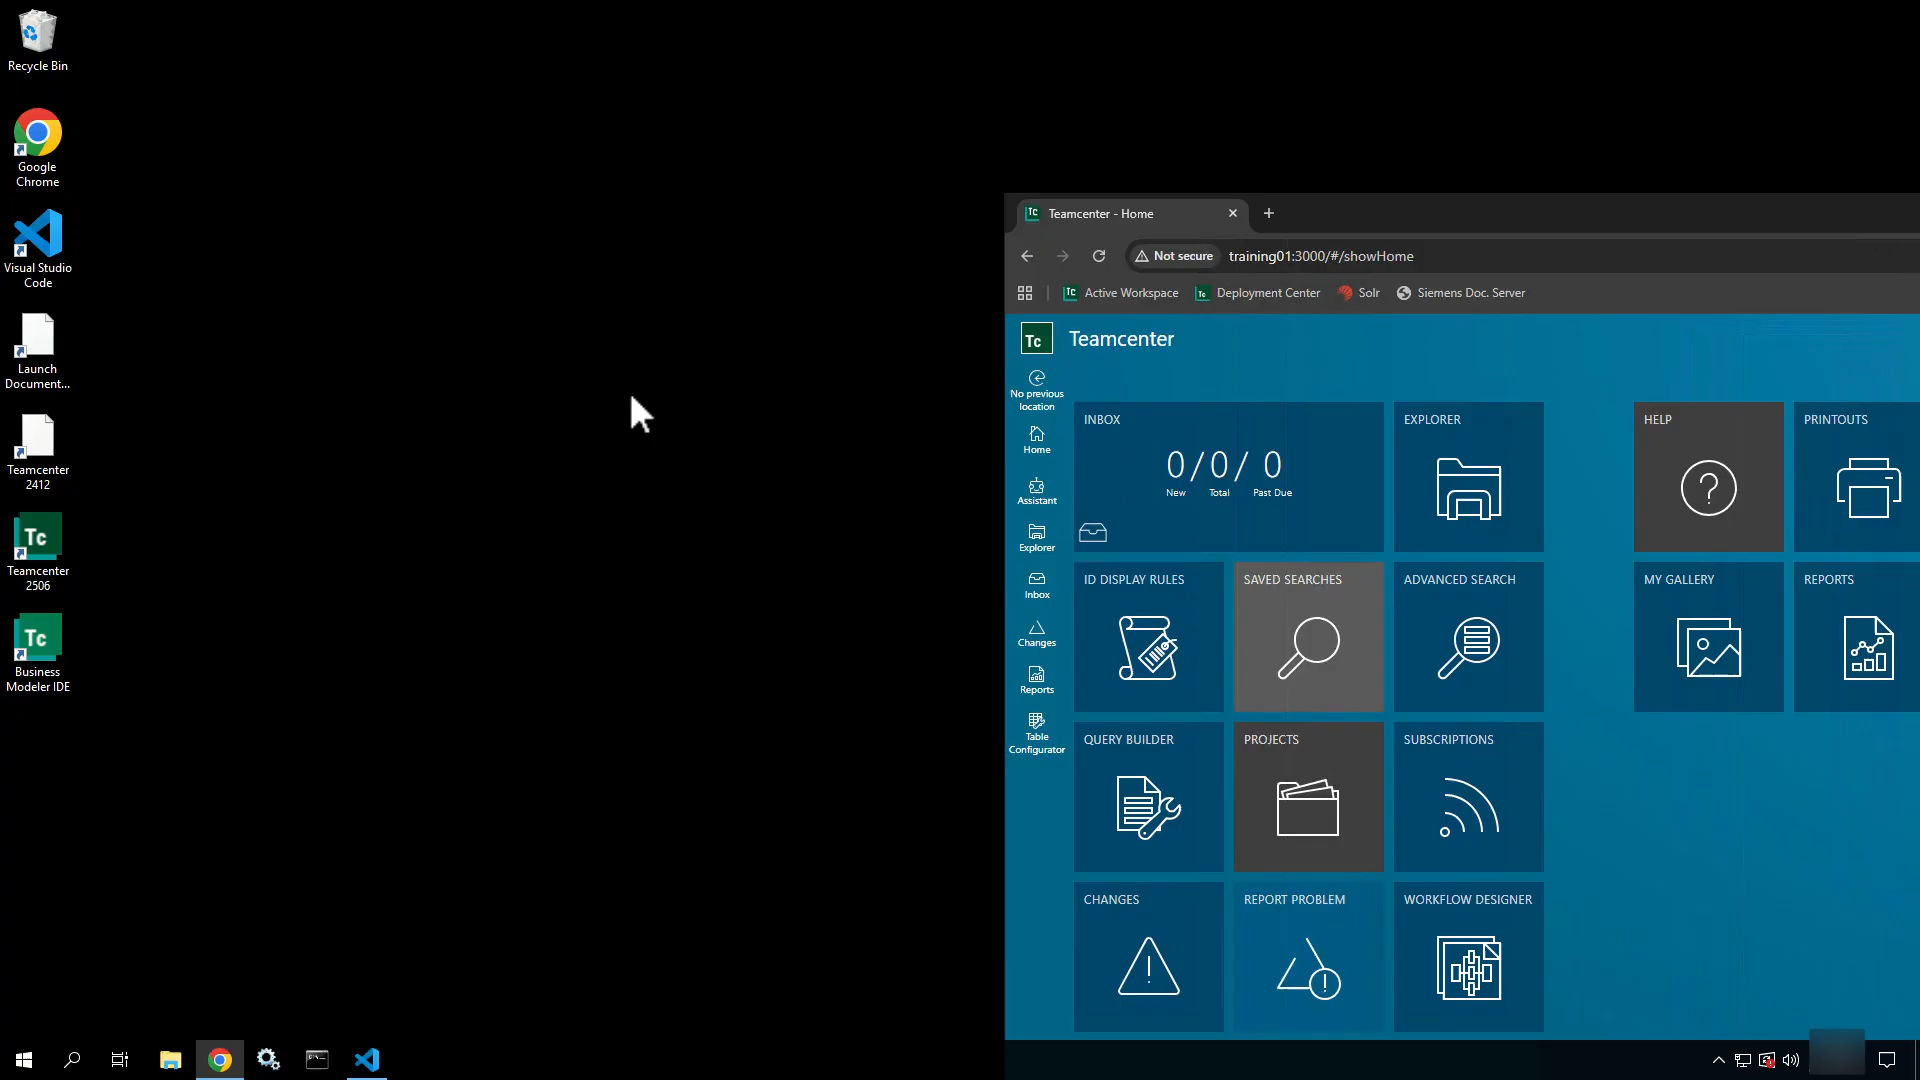 Recycle Bin
Google
Chrome
Visual Studio
Code
Launch
Document...
Teamcenter
2412
Tc
Teamcenter
2506
Tc
Business
Modeler IDE
Tc
Teamcenter - Home
Not secure
training01:3000/#/showHome
Tc
Active Workspace
Tc
Deployment Center
Solr
Siemens Doc. Server
Tc
Teamcenter
No previous
location
Home
Assistant
Explorer
Inbox
Changes
Reports
Table
Configurator
INBOX
0/0/ 0
New Total Past Due
EXPLORER
HELP
PRINTOUTS
ID DISPLAY RULES
SAVED SEARCHES
ADVANCED SEARCH
MY GALLERY
REPORTS
QUERY BUILDER
PROJECTS
SUBSCRIPTIONS
CHANGES
REPORT PROBLEM
WORKFLOW DESIGNER